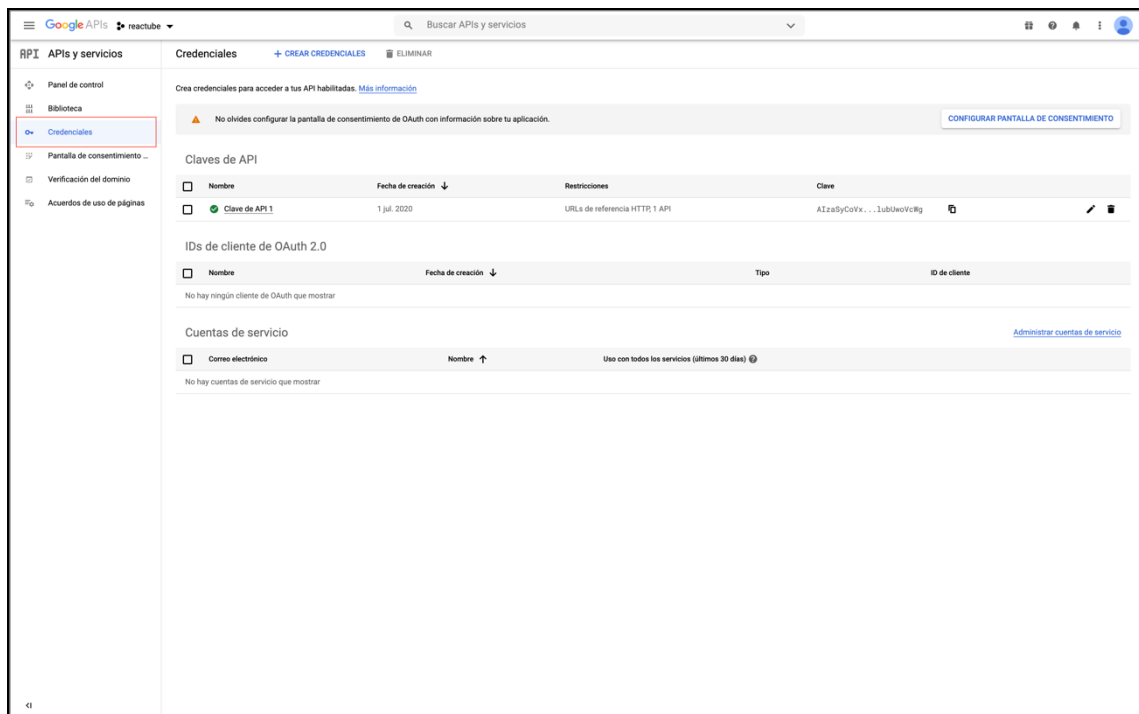 Google APIs reactube Buscar APIs y servicios
API APIs y servicios Credenciales + CREAR CREDENCIALES ELIMINAR
Panel de control
Biblioteca
Credenciales
Pantalla de consentimiento ...
Verificación del dominio
Acuerdos de uso de páginas
Crea credenciales para acceder a tus API habilitadas. Más información
No olvides configurar la pantalla de consentimiento de OAuth con información sobre tu aplicación. CONFIGURAR PANTALLA DE CONSENTIMIENTO
Claves de API
Nombre Fecha de creación Restricciones Clave
Clave de API 1 1 jul. 2020 URLs de referencia HTTP, 1 API AIzaSyCoVx...lubUwoVcWg
IDs de cliente de OAuth 2.0
Nombre Fecha de creación Tipo ID de cliente
No hay ningún cliente de OAuth que mostrar
Cuentas de servicio Administrar cuentas de servicio
Correo electrónico Nombre Uso con todos los servicios (últimos 30 días)
No hay cuentas de servicio que mostrar